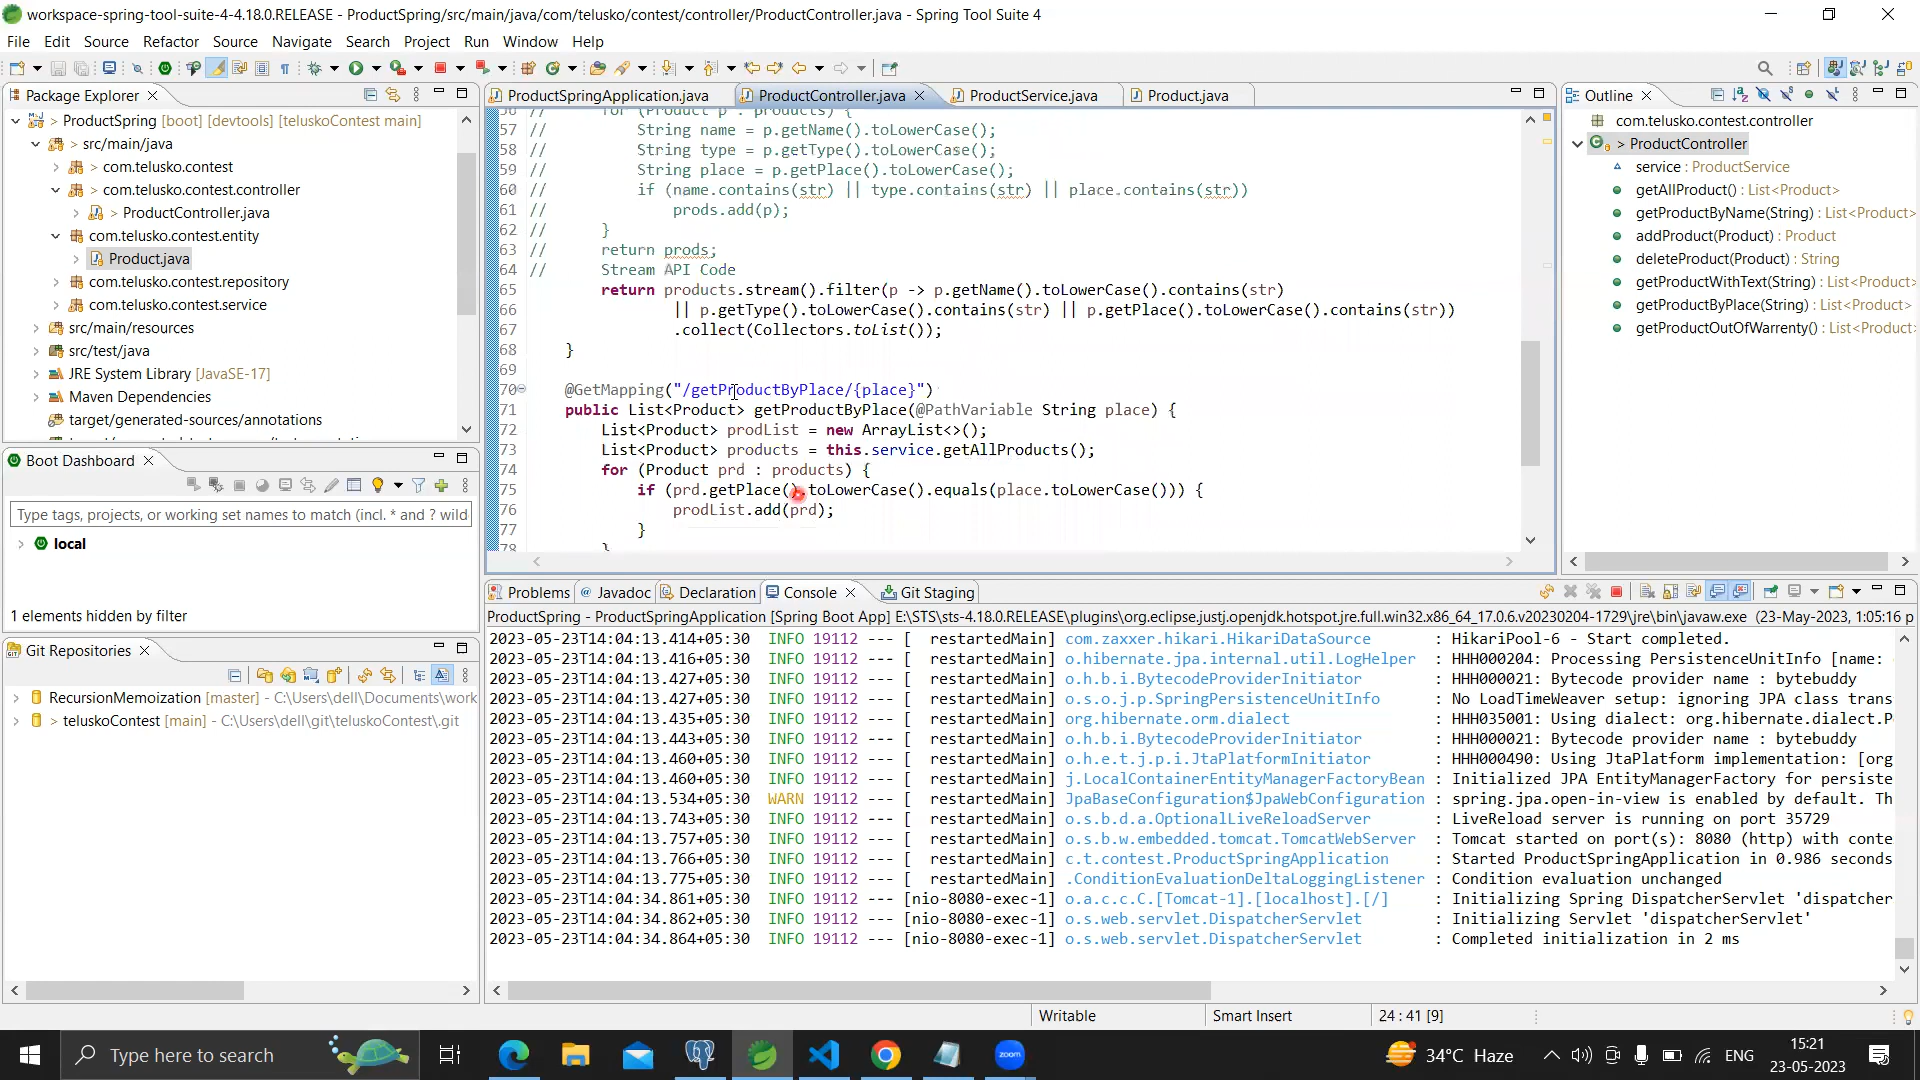 workspace-spring-tool-suite-4-4.18.0.RELEASE - ProductSpring/src/main/java/com/telusko/contest/controller/ProductController.java - Spring Tool Suite 4
File Edit Source Refactor Source Navigate Search Project Run Window Help
Package Explorer
> ProductSpring [boot] [devtools] [teluskoContest main]
> src/main/java
> com.telusko.contest
> com.telusko.contest.controller
> ProductController.java
com.telusko.contest.entity
Product.java
com.telusko.contest.repository
com.telusko.contest.service
src/main/resources
src/test/java
JRE System Library [JavaSE-17]
Maven Dependencies
target/generated-sources/annotations
Boot Dashboard
Type tags, projects, or working set names to match (incl. * and ? wild
local
1 elements hidden by filter
Git Repositories
RecursionMemoization [master] - C:\Users\dell\Documents\work
> teluskoContest [main] - C:\Users\dell\git\teluskoContest\.git
ProductSpringApplication.java ProductController.java ProductService.java Product.java
56 // for (Product p : products) {
57 // String name = p.getName().toLowerCase();
58 // String type = p.getType().toLowerCase();
59 // String place = p.getPlace().toLowerCase();
60 // if (name.contains(str) || type.contains(str) || place.contains(str))
61 // prods.add(p);
62 // }
63 // return prods;
64 // Stream API Code
65 return products.stream().filter(p -> p.getName().toLowerCase().contains(str)
66 || p.getType().toLowerCase().contains(str) || p.getPlace().toLowerCase().contains(str))
67 .collect(Collectors.toList());
68 }
69
70 @GetMapping("/getProductByPlace/{place}")
71 public List<Product> getProductByPlace(@PathVariable String place) {
72 List<Product> prodList = new ArrayList<>();
73 List<Product> products = this.service.getAllProducts();
74 for (Product prd : products) {
75 if (prd.getPlace().toLowerCase().equals(place.toLowerCase())) {
76 prodList.add(prd);
77 }
78 }
Outline
com.telusko.contest.controller
> ProductController
service : ProductService
getAllProduct() : List<Product>
getProductByName(String) : List<Product>
addProduct(Product) : Product
deleteProduct(Product) : String
getProductWithText(String) : List<Product>
getProductByPlace(String) : List<Product>
getProductOutOfWarrenty() : List<Product>
Problems Javadoc Declaration Console Git Staging
ProductSpring - ProductSpringApplication [Spring Boot App] E:\STS\sts-4.18.0.RELEASE\plugins\org.eclipse.justj.openjdk.hotspot.jre.full.win32.x86_64_17.0.6.v20230204-1729\jre\bin\javaw.exe (23-May-2023, 1:05:16 p
2023-05-23T14:04:13.414+05:30 INFO 19112 --- [ restartedMain] com.zaxxer.hikari.HikariDataSource : HikariPool-6 - Start completed.
2023-05-23T14:04:13.416+05:30 INFO 19112 --- [ restartedMain] o.hibernate.jpa.internal.util.LogHelper : HHH000204: Processing PersistenceUnitInfo [name:
2023-05-23T14:04:13.427+05:30 INFO 19112 --- [ restartedMain] o.h.b.i.BytecodeProviderInitiator : HHH000021: Bytecode provider name : bytebuddy
2023-05-23T14:04:13.427+05:30 INFO 19112 --- [ restartedMain] o.s.o.j.p.SpringPersistenceUnitInfo : No LoadTimeWeaver setup: ignoring JPA class trans
2023-05-23T14:04:13.435+05:30 INFO 19112 --- [ restartedMain] org.hibernate.orm.dialect : HHH035001: Using dialect: org.hibernate.dialect.P
2023-05-23T14:04:13.443+05:30 INFO 19112 --- [ restartedMain] o.h.b.i.BytecodeProviderInitiator : HHH000021: Bytecode provider name : bytebuddy
2023-05-23T14:04:13.460+05:30 INFO 19112 --- [ restartedMain] o.h.e.t.j.p.i.JtaPlatformInitiator : HHH000490: Using JtaPlatform implementation: [org
2023-05-23T14:04:13.460+05:30 INFO 19112 --- [ restartedMain] j.LocalContainerEntityManagerFactoryBean : Initialized JPA EntityManagerFactory for persiste
2023-05-23T14:04:13.534+05:30 WARN 19112 --- [ restartedMain] JpaBaseConfiguration$JpaWebConfiguration : spring.jpa.open-in-view is enabled by default. Th
2023-05-23T14:04:13.743+05:30 INFO 19112 --- [ restartedMain] o.s.b.d.a.OptionalLiveReloadServer : LiveReload server is running on port 35729
2023-05-23T14:04:13.757+05:30 INFO 19112 --- [ restartedMain] o.s.b.w.embedded.tomcat.TomcatWebServer : Tomcat started on port(s): 8080 (http) with conte
2023-05-23T14:04:13.766+05:30 INFO 19112 --- [ restartedMain] c.t.contest.ProductSpringApplication : Started ProductSpringApplication in 0.986 seconds
2023-05-23T14:04:13.775+05:30 INFO 19112 --- [ restartedMain] .ConditionEvaluationDeltaLoggingListener : Condition evaluation unchanged
2023-05-23T14:04:34.861+05:30 INFO 19112 --- [nio-8080-exec-1] o.a.c.c.C.[Tomcat-1].[localhost].[/] : Initializing Spring DispatcherServlet 'dispatcher
2023-05-23T14:04:34.862+05:30 INFO 19112 --- [nio-8080-exec-1] o.s.web.servlet.DispatcherServlet : Initializing Servlet 'dispatcherServlet'
2023-05-23T14:04:34.864+05:30 INFO 19112 --- [nio-8080-exec-1] o.s.web.servlet.DispatcherServlet : Completed initialization in 2 ms
Writable Smart Insert 24 : 41 [9]
Type here to search
zoom
34°C Haze
ENG
15:21
23-05-2023